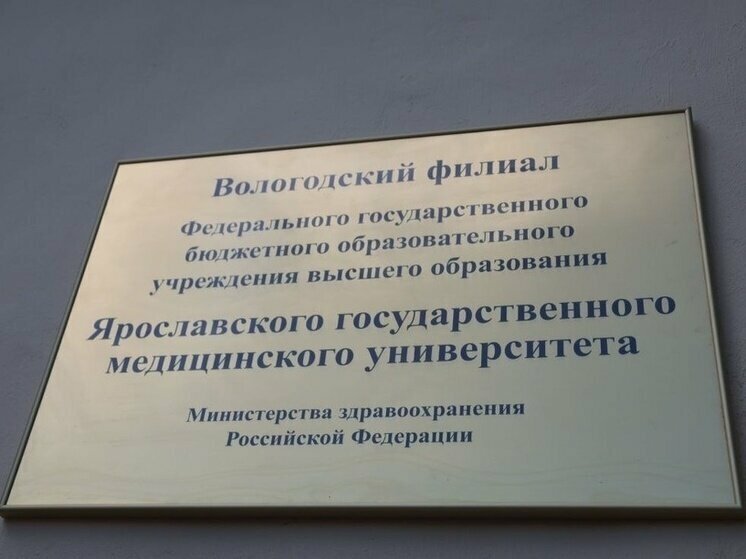 Вологодский филиал
Федерального государственного
бюджетного образовательного
учреждения высшего образования
Ярославского государственного
медицинского университета
Министерства здравоохранения
Российской Федерации